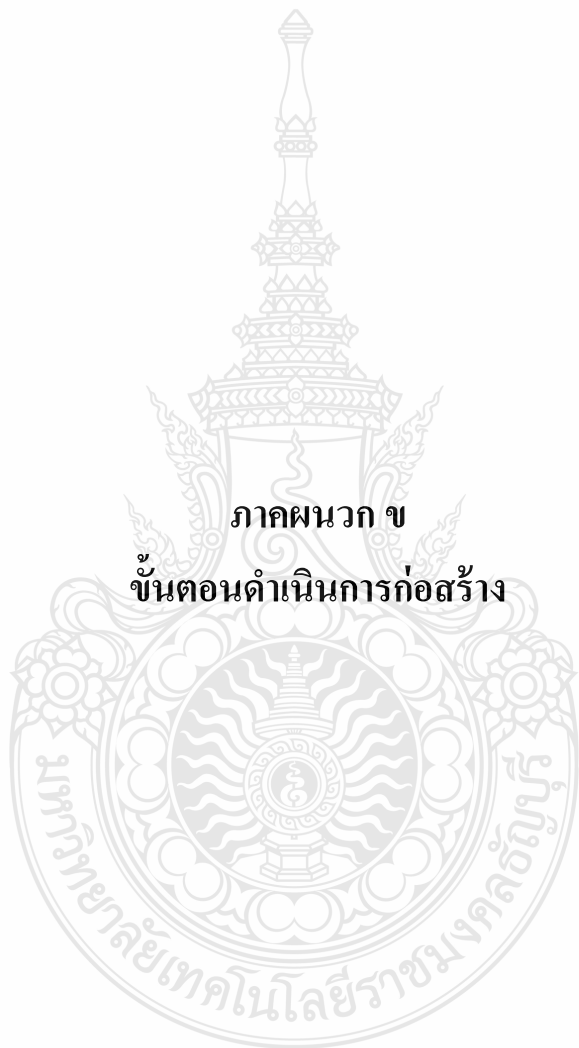 ภาคผนวก ข
ขั้นตอนดำเนินการก่อสร้าง
มหาวิทยาลัยเทคโนโลยีราชมงคลธัญบุรี